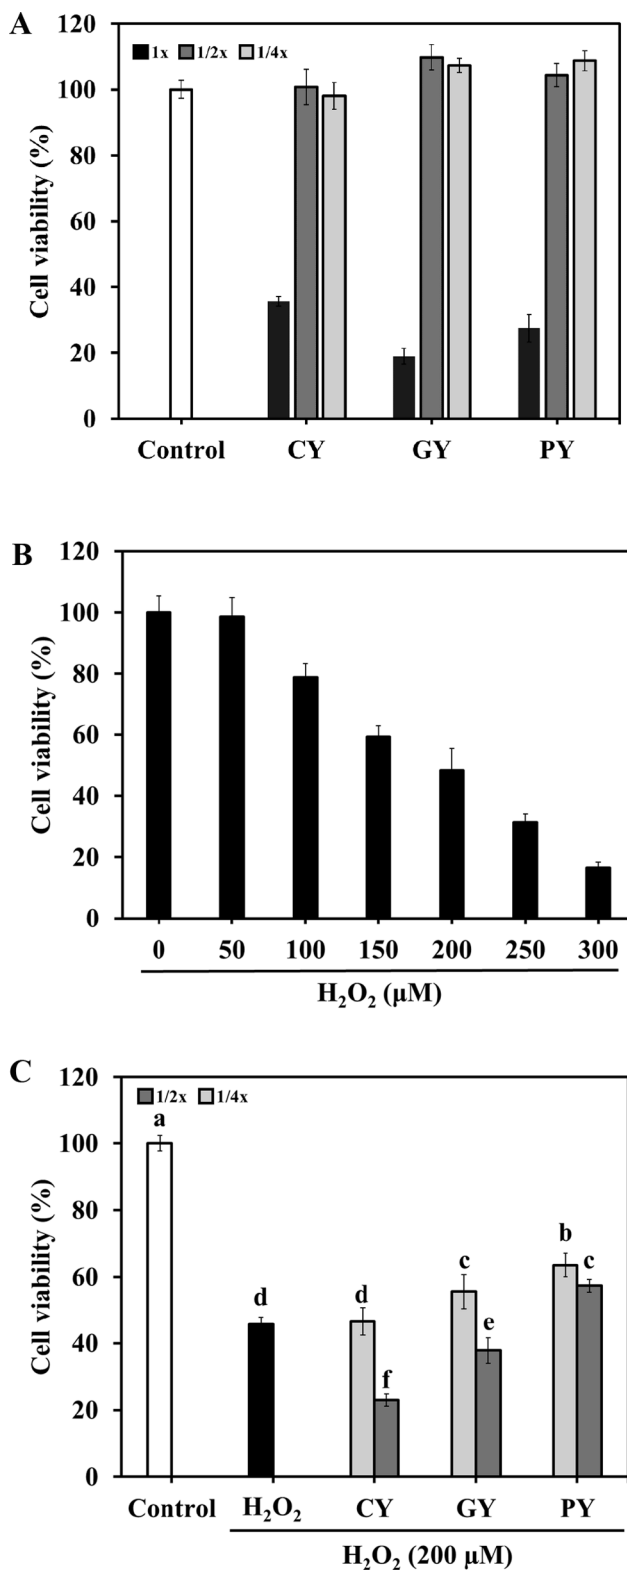 A
120
100
80
60
40
20
0
Cell viability (%)
1x 1/2x 1/4x
Control CY GY PY
B
120
100
80
60
40
20
0
Cell viability (%)
0 50 100 150 200 250 300
H₂O₂ (μM)
C
120
100
80
60
40
20
0
Cell viability (%)
1/2x 1/4x
a
d
d
f
c
e
b
c
Control H₂O₂ CY GY PY
H₂O₂ (200 μM)